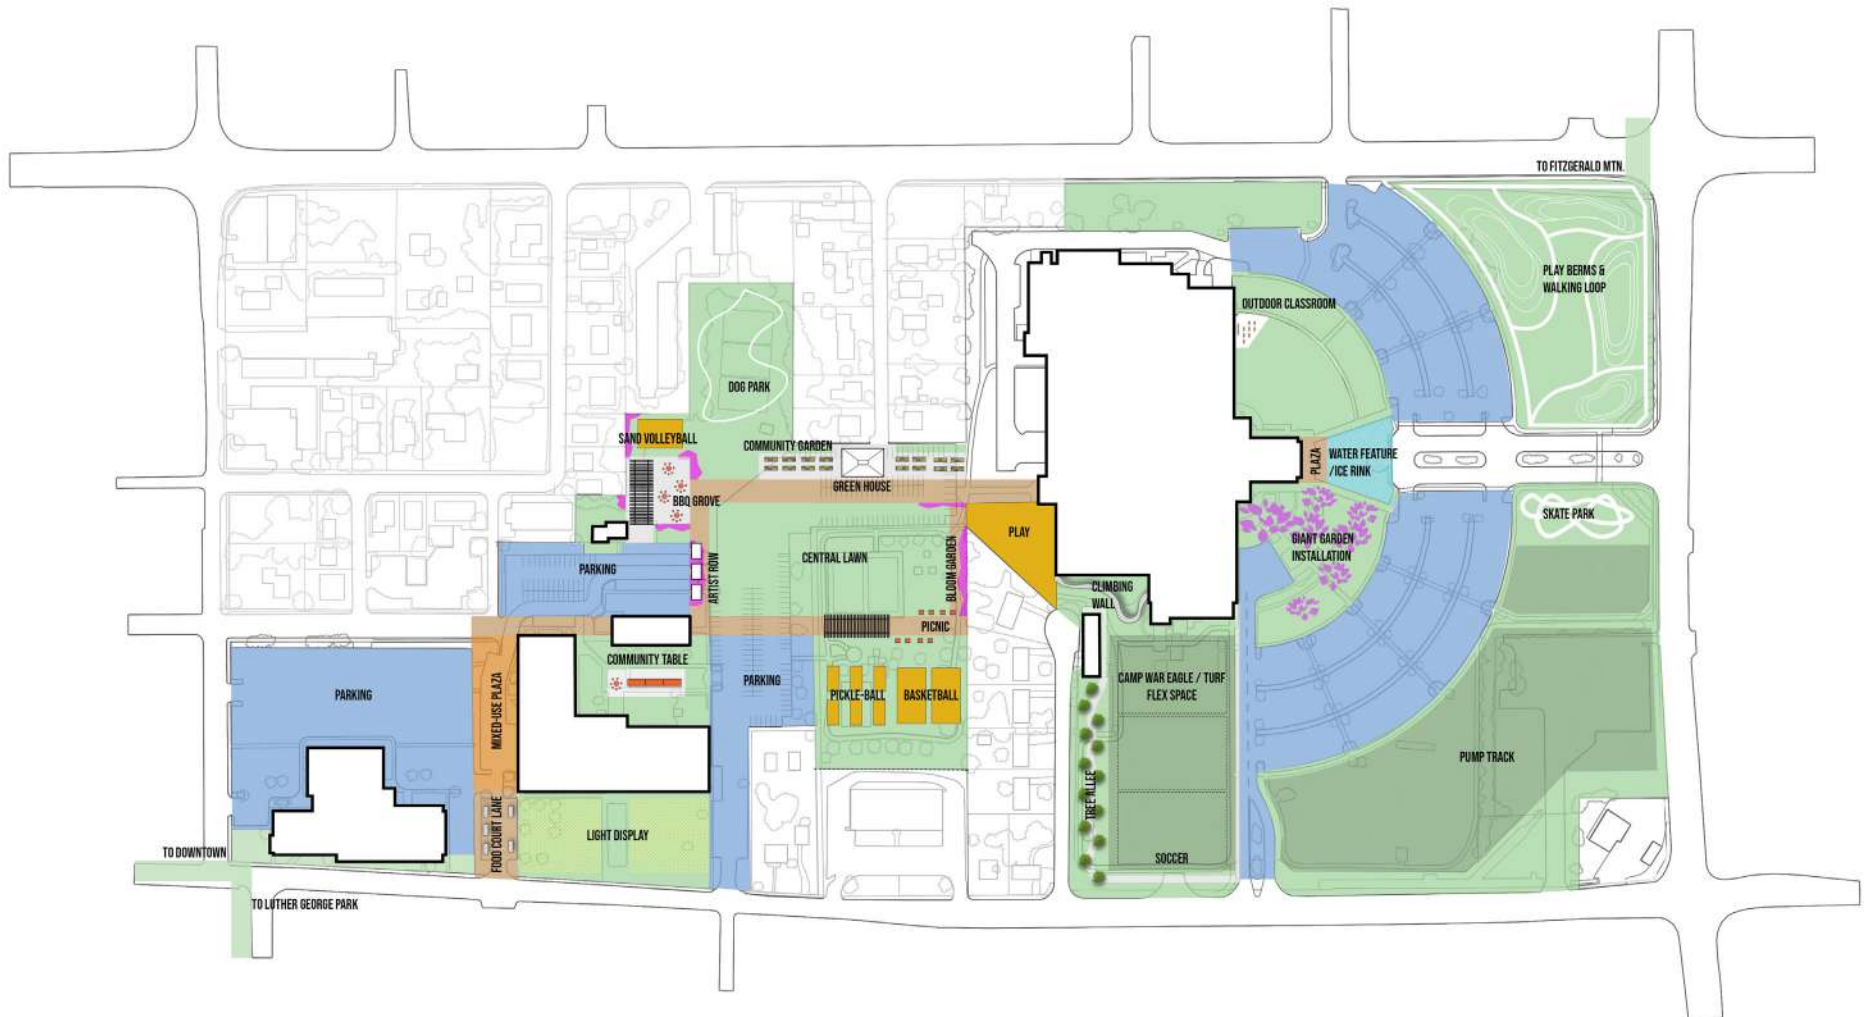 TO FITZGERALD MTN.
PLAY BERMS &
WALKING LOOP
OUTDOOR CLASSROOM
DOG PARK
SAND VOLLEYBALL
COMMUNITY GARDEN
PLAZA
WATER FEATURE
/ICE RINK
GREEN HOUSE
BBQ GROVE
SKATE PARK
PLAY
GIANT GARDEN
INSTALLATION
CENTRAL LAWN
BLOOM GARDEN
PARKING
ARTIST ROW
CLIMBING
WALL
PICNIC
COMMUNITY TABLE
PARKING
MIXED-USE PLAZA
PARKING
PICKLE-BALL
BASKETBALL
CAMP WAR EAGLE / TURF
FLEX SPACE
PUMP TRACK
TREE ALLEE
FOOD COURT LANE
LIGHT DISPLAY
TO DOWNTOWN
SOCCER
TO LUTHER GEORGE PARK